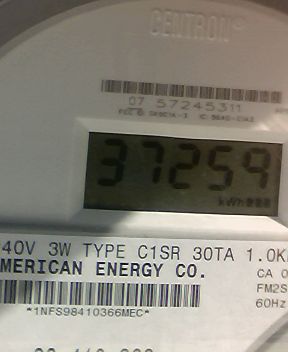 CENTRON
07 57245311
37259
kWh
40V 3W TYPE C1SR 30TA 1.0K
MERICAN ENERGY CO.
CA 0
FM2S
60Hz
*1NFS98410366MEC*